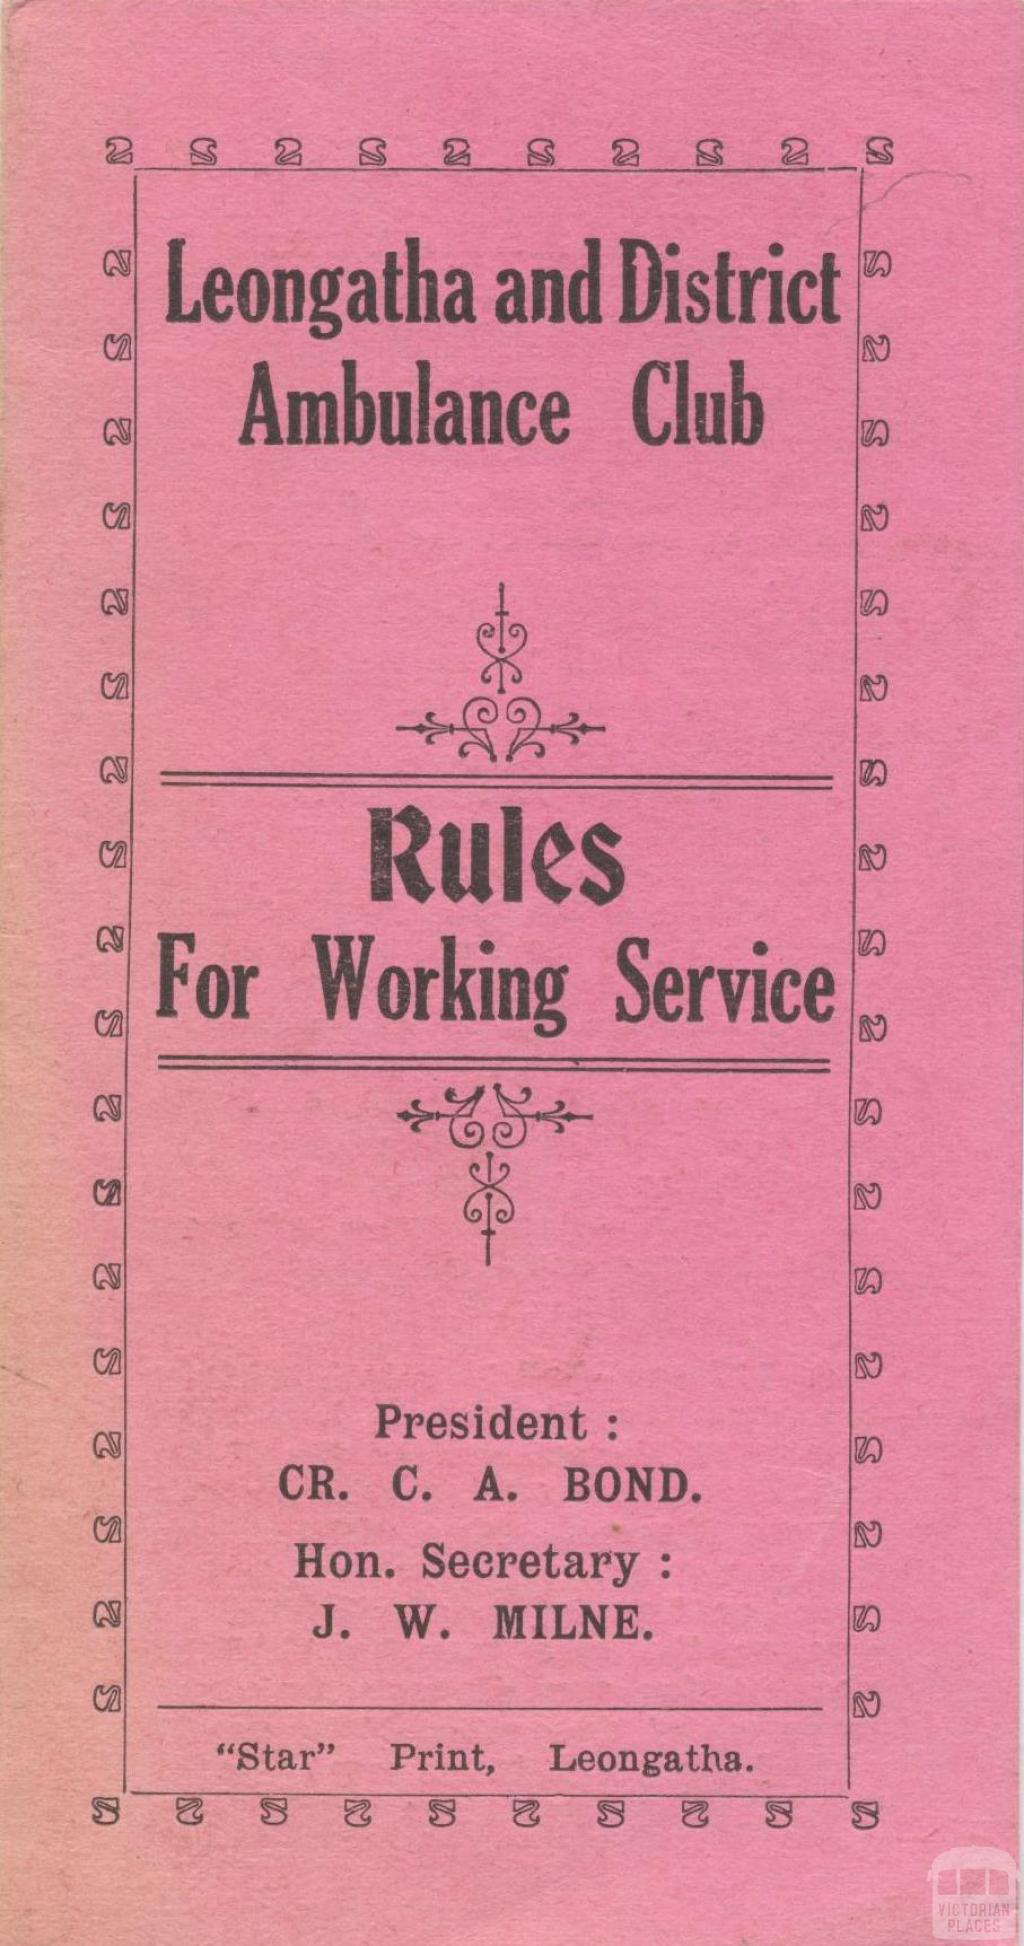 Leongatha and District
Ambulance Club
Rules
For Working Service
President :
CR. C. A. BOND.
Hon. Secretary :
J. W. MILNE.
"Star" Print, Leongatha.
VICTORIAN
PLACES